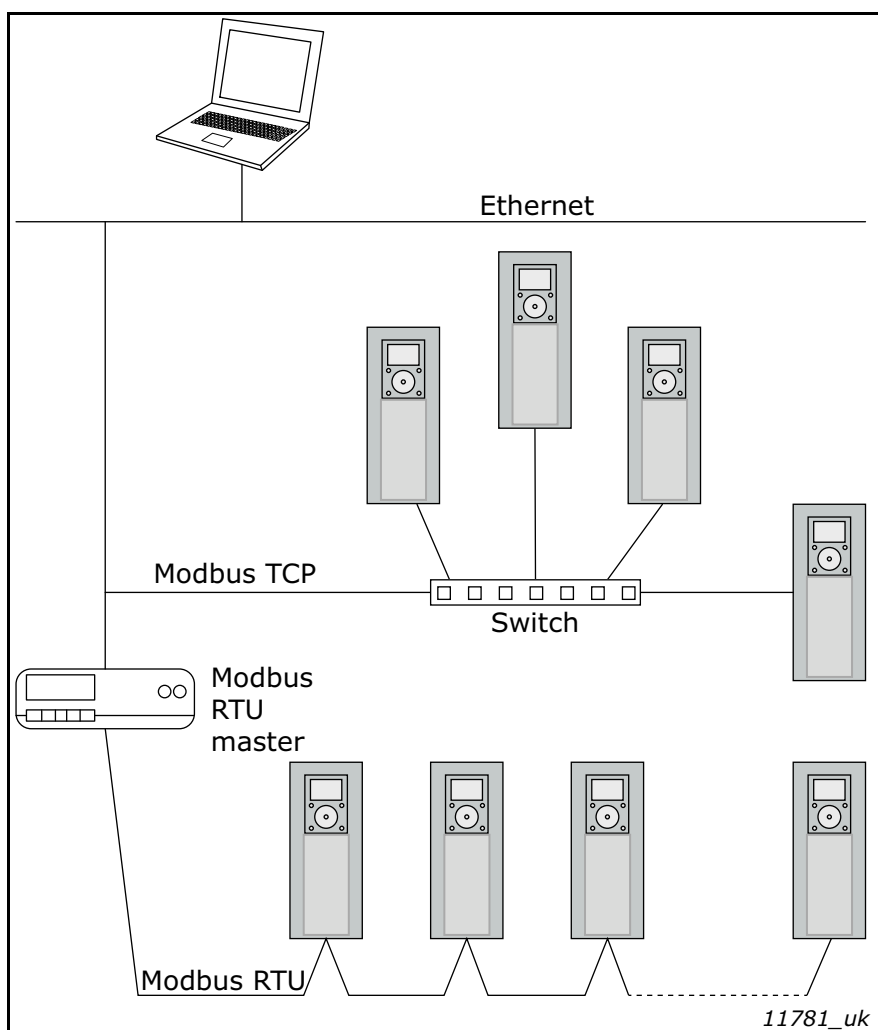 Ethernet
Modbus TCP
Switch
Modbus
RTU
master
Modbus RTU
11781_uk